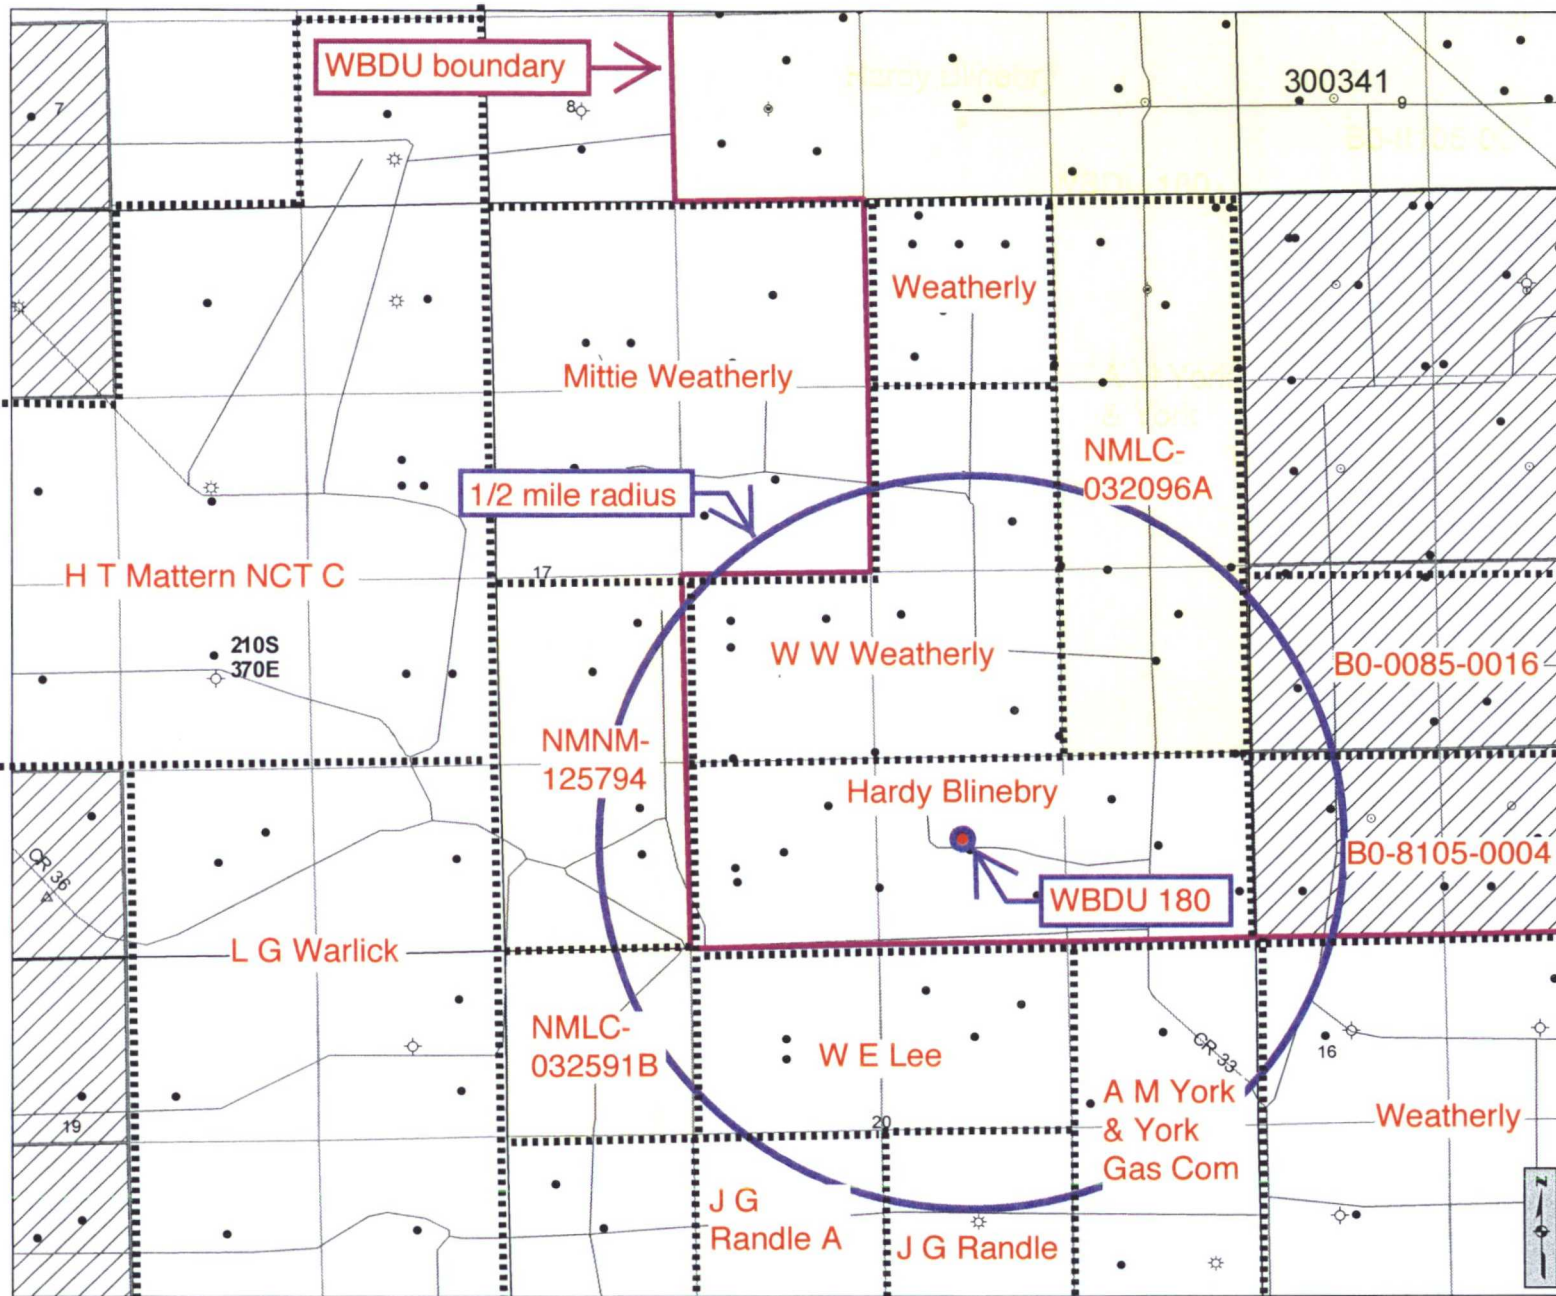 WBDU boundary
300341
7
8
9
Weatherly
Mittie Weatherly
NMLC-
032096A
1/2 mile radius
17
H T Mattern NCT C
210S
370E
W W Weatherly
B0-0085-0016
NMNM-
125794
Hardy Blinebry
CR 36
B0-8105-0004
WBDU 180
L G Warlick
NMLC-
032591B
W E Lee
CR 33
16
A M York
& York
Gas Com
Weatherly
19
20
J G
Randle A
J G Randle
N